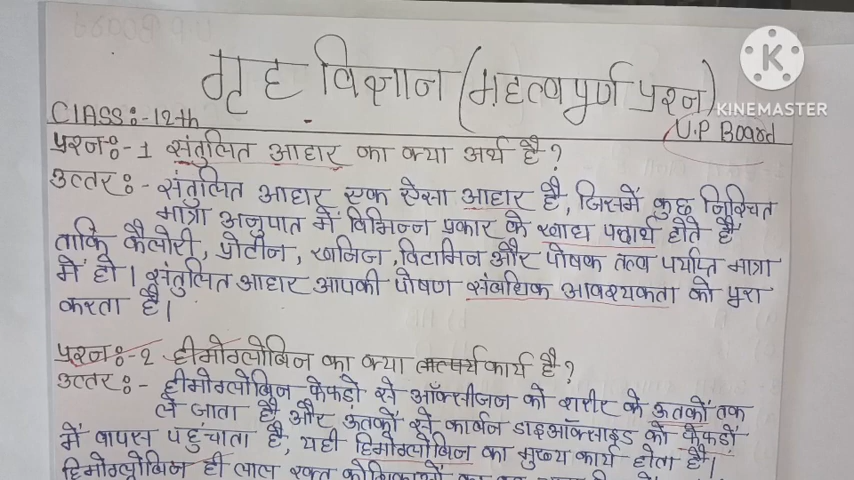 गृह विज्ञान (महत्वपूर्ण प्रश्न)
KINEMASTER
CLASS:-12th
U.P Board
प्रश्न:-1 संतुलित आहार का क्या अर्थ है?
उत्तर:- संतुलित आहार एक ऐसा आहार है, जिसमें कुछ निश्चित
मात्रा अनुपात में विभिन्न प्रकार के खाद्य पदार्थ होते हैं
ताकि कैलोरी, प्रोटीन, खनिज, विटामिन और पोषक तत्व पर्याप्त मात्रा
में हो। संतुलित आहार आपकी पोषण संबधिक आवश्यकता को पूरा
करता है।
प्रश्न:-2 हीमोग्लोबिन का क्या कार्य है?
उत्तर:- हीमोग्लोबिन फेफड़ो से ऑक्सीजन को शरीर के ऊतकों तक
ले जाता है और ऊतकों से कार्बन डाइऑक्साइड को फेफड़ों
में वापस पहुंचाता है, यही हिमोग्लोबिन का मुख्य कार्य होता है।
हिमोग्लोबिन ही लाल रक्त